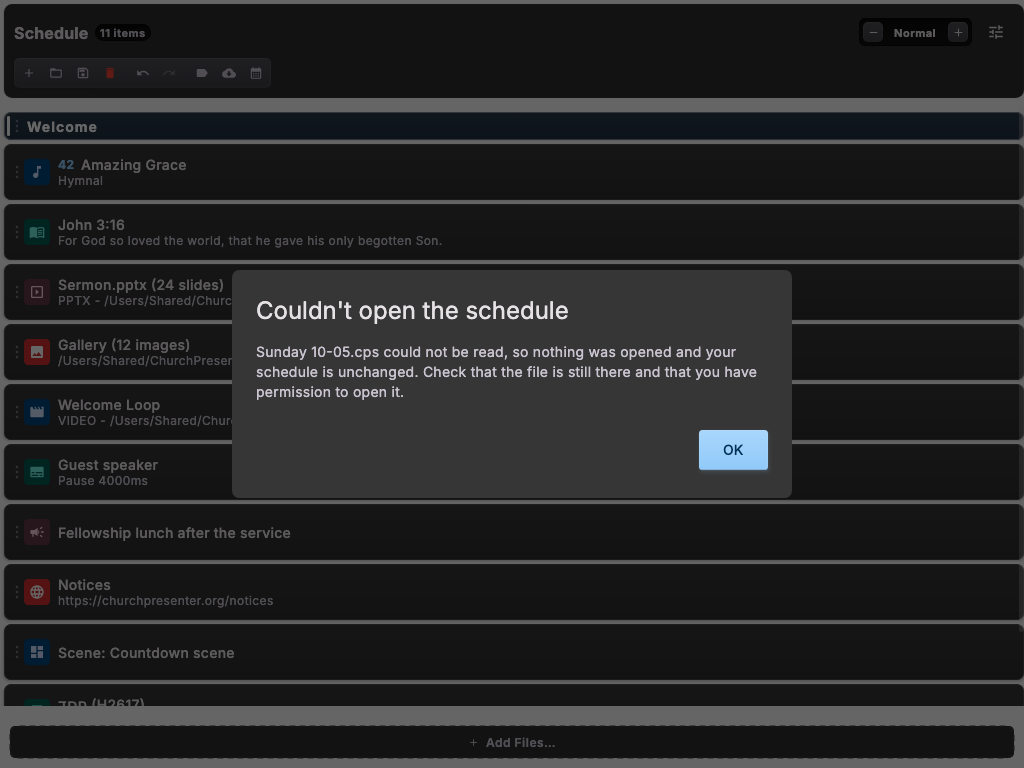 Schedule 11 items
− Normal +
Welcome
42 Amazing Grace
Hymnal
John 3:16
For God so loved the world, that he gave his only begotten Son.
Sermon.pptx (24 slides)
PPTX - /Users/Shared/Churc
Gallery (12 images)
/Users/Shared/ChurchPresen
Welcome Loop
VIDEO - /Users/Shared/Chur
Guest speaker
Pause 4000ms
Fellowship lunch after the service
Notices
https://churchpresenter.org/notices
Scene: Countdown scene
Couldn't open the schedule
Sunday 10-05.cps could not be read, so nothing was opened and your
schedule is unchanged. Check that the file is still there and that you have
permission to open it.
OK
+ Add Files...